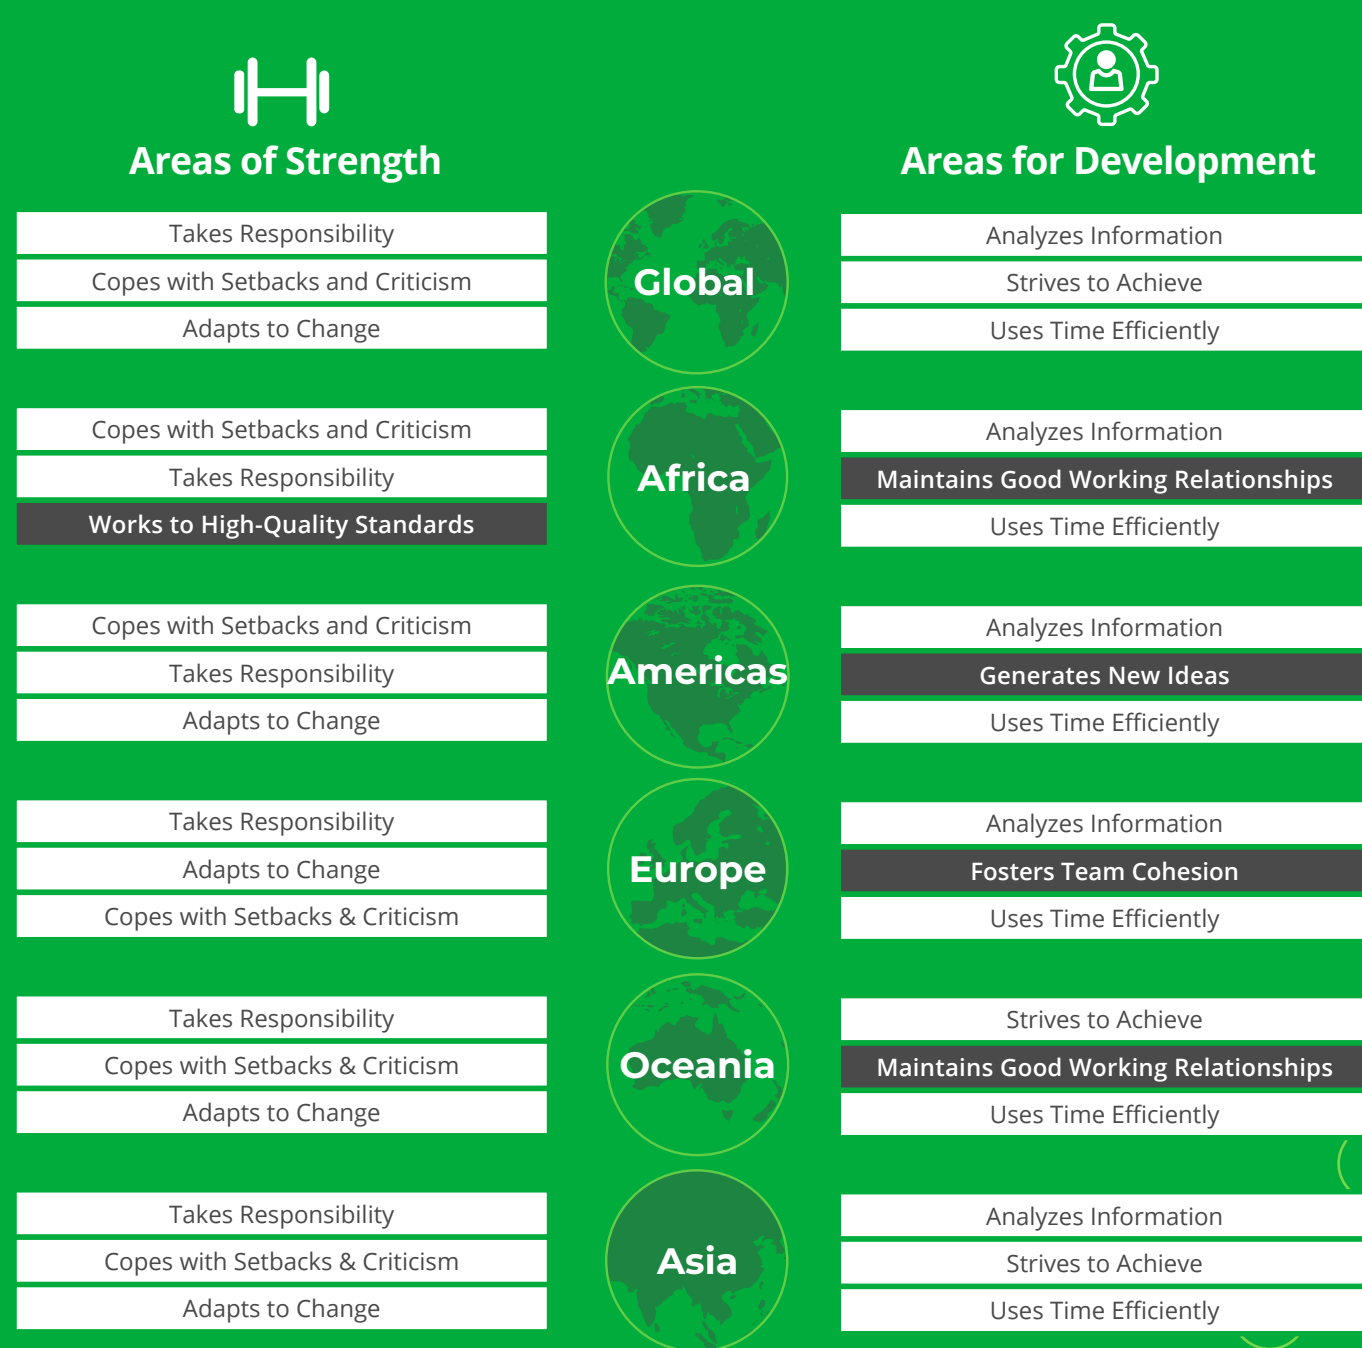 Areas of Strength
Areas for Development
Global
Takes Responsibility
Copes with Setbacks and Criticism
Adapts to Change
Analyzes Information
Strives to Achieve
Uses Time Efficiently
Africa
Copes with Setbacks and Criticism
Takes Responsibility
Works to High-Quality Standards
Analyzes Information
Maintains Good Working Relationships
Uses Time Efficiently
Americas
Copes with Setbacks and Criticism
Takes Responsibility
Adapts to Change
Analyzes Information
Generates New Ideas
Uses Time Efficiently
Europe
Takes Responsibility
Adapts to Change
Copes with Setbacks & Criticism
Analyzes Information
Fosters Team Cohesion
Uses Time Efficiently
Oceania
Takes Responsibility
Copes with Setbacks & Criticism
Adapts to Change
Strives to Achieve
Maintains Good Working Relationships
Uses Time Efficiently
Asia
Takes Responsibility
Copes with Setbacks & Criticism
Adapts to Change
Analyzes Information
Strives to Achieve
Uses Time Efficiently